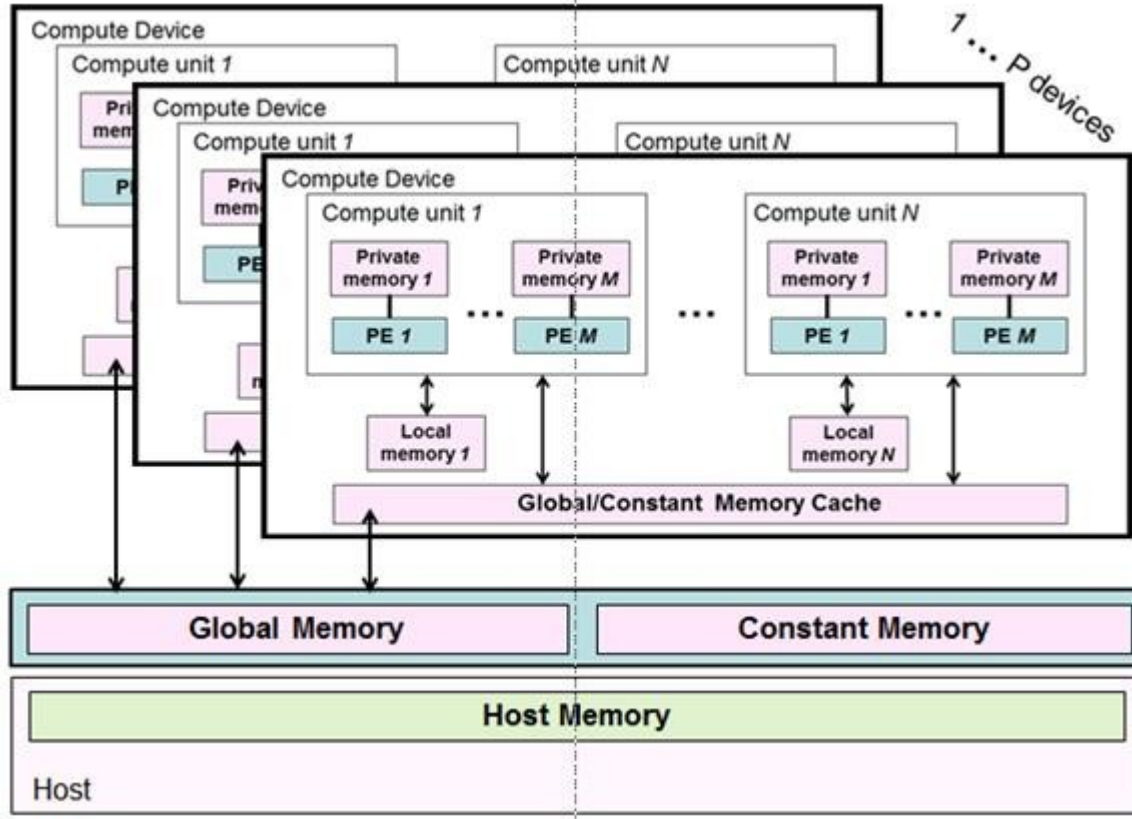 Compute Device
Compute unit 1
Compute unit N
1 ... P devices
Compute Device
Compute unit 1
Compute unit N
PE
Compute Device
Compute unit 1
Compute unit N
Private
memory 1
Private
memory M
Private
memory 1
Private
memory M
... ... ...
PE 1
PE M
PE 1
PE M
Local
memory 1
Local
memory N
Global/Constant Memory Cache
Global Memory
Constant Memory
Host Memory
Host